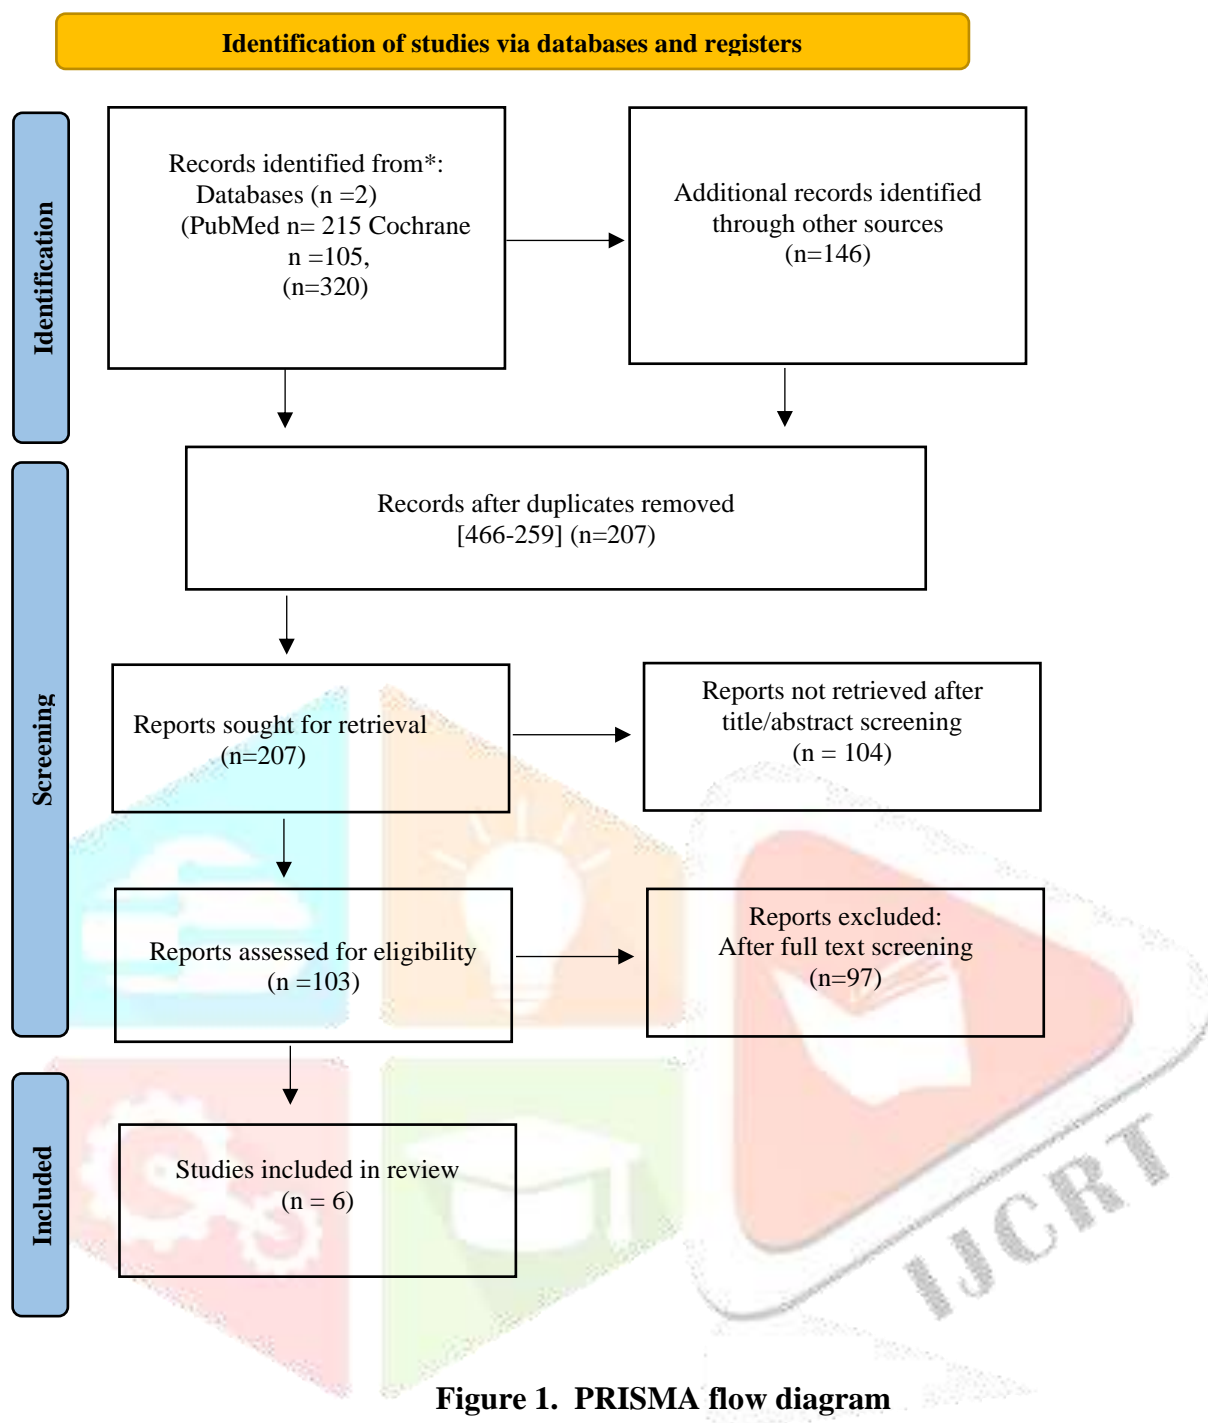 Identification of studies via databases and registers
Identification
Records identified from*:
Databases (n =2)
(PubMed n= 215 Cochrane
n =105,
(n=320)
Additional records identified
through other sources
(n=146)
Records after duplicates removed
[466-259] (n=207)
Screening
Reports sought for retrieval
(n=207)
Reports not retrieved after
title/abstract screening
(n = 104)
Reports assessed for eligibility
(n =103)
Reports excluded:
After full text screening
(n=97)
Included
Studies included in review
(n = 6)
IJCRT
Figure 1. PRISMA flow diagram